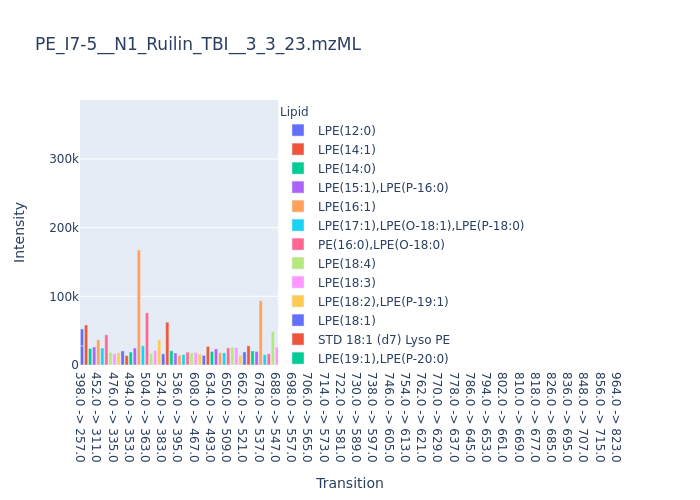 PE_I7-5__N1_Ruilin_TBI__3_3_23.mzML
Lipid
LPE(12:0)
LPE(14:1)
LPE(14:0)
LPE(15:1),LPE(P-16:0)
LPE(16:1)
LPE(17:1),LPE(O-18:1),LPE(P-18:0)
PE(16:0),LPE(O-18:0)
LPE(18:4)
LPE(18:3)
LPE(18:2),LPE(P-19:1)
LPE(18:1)
STD 18:1 (d7) Lyso PE
LPE(19:1),LPE(P-20:0)
Intensity
300k
200k
100k
0
398.0 -> 257.0
452.0 -> 311.0
476.0 -> 335.0
494.0 -> 353.0
504.0 -> 363.0
524.0 -> 383.0
536.0 -> 395.0
608.0 -> 467.0
634.0 -> 493.0
650.0 -> 509.0
662.0 -> 521.0
678.0 -> 537.0
688.0 -> 547.0
698.0 -> 557.0
706.0 -> 565.0
714.0 -> 573.0
722.0 -> 581.0
730.0 -> 589.0
738.0 -> 597.0
746.0 -> 605.0
754.0 -> 613.0
762.0 -> 621.0
770.0 -> 629.0
778.0 -> 637.0
786.0 -> 645.0
794.0 -> 653.0
802.0 -> 661.0
810.0 -> 669.0
818.0 -> 677.0
826.0 -> 685.0
836.0 -> 695.0
848.0 -> 707.0
856.0 -> 715.0
964.0 -> 823.0
Transition